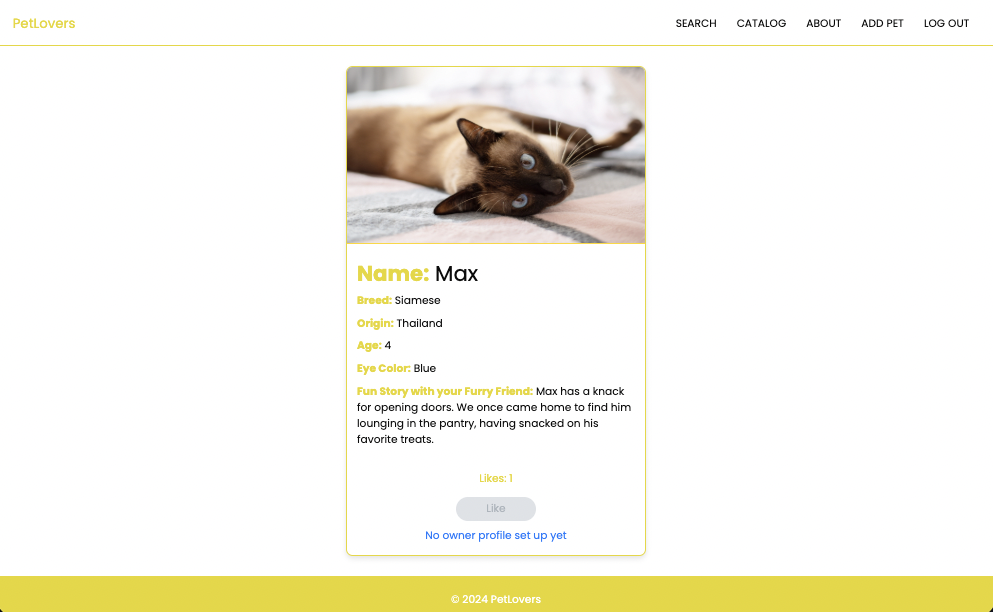 PetLovers
SEARCH CATALOG ABOUT ADD PET LOG OUT
Name: Max
Breed: Siamese
Origin: Thailand
Age: 4
Eye Color: Blue
Fun Story with your Furry Friend: Max has a knack
for opening doors. We once came home to find him
lounging in the pantry, having snacked on his
favorite treats.
Likes: 1
Like
No owner profile set up yet
© 2024 PetLovers